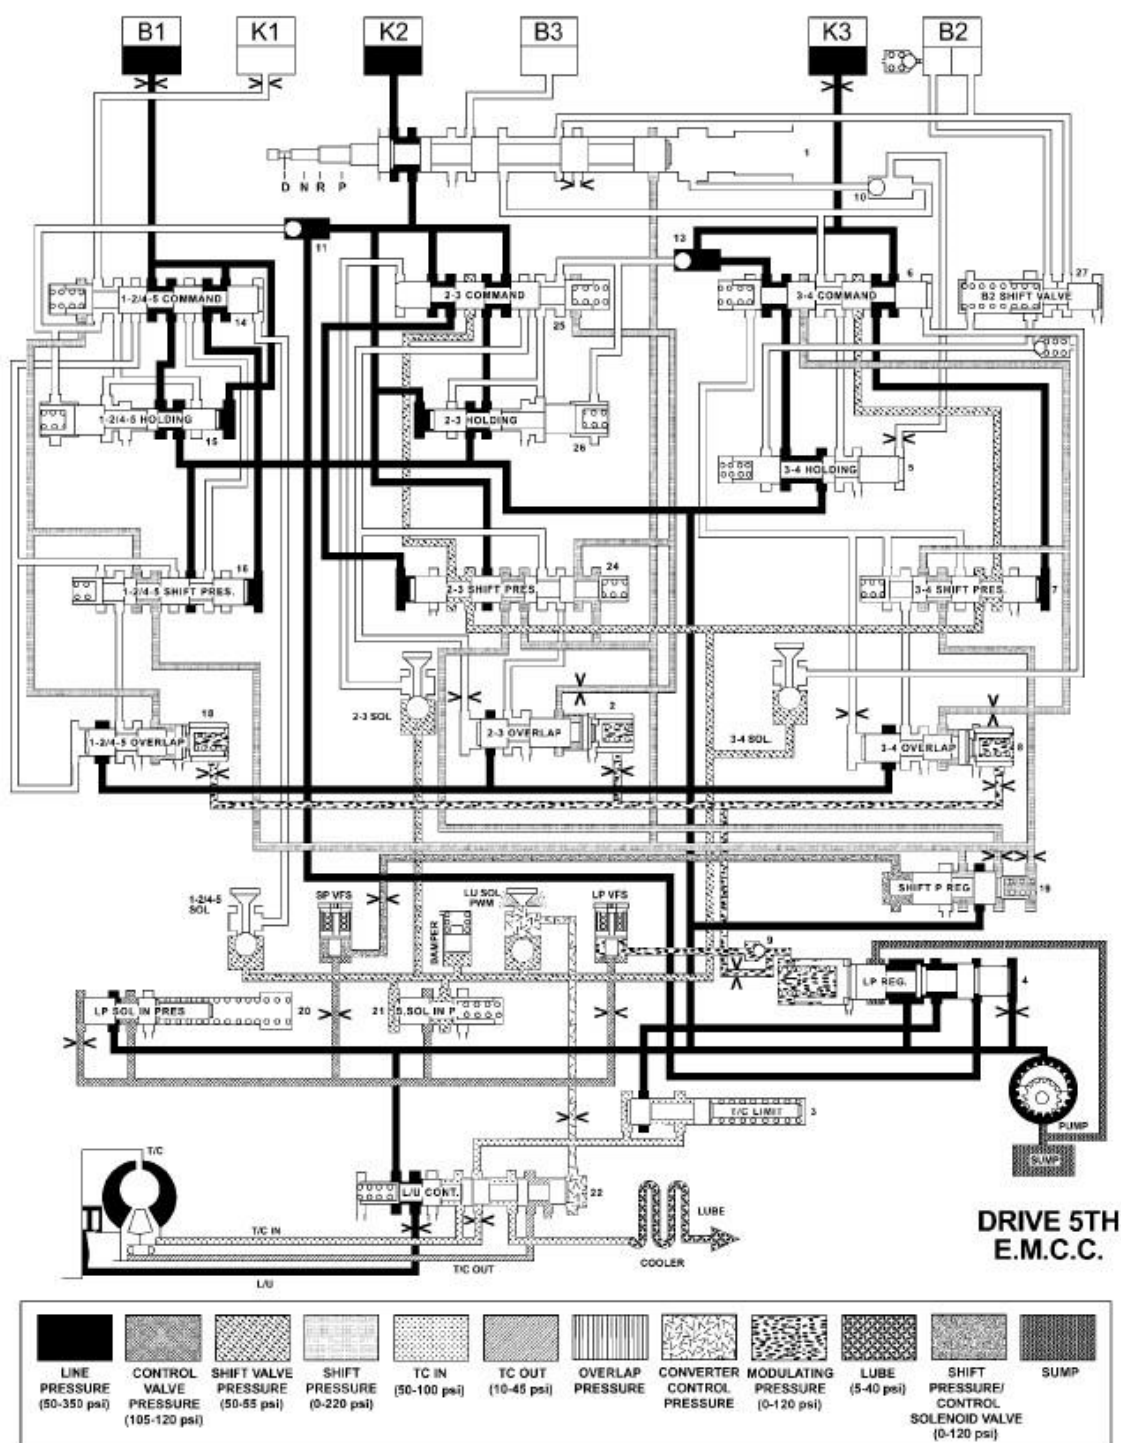 B1
K1
K2
B3
K3
B2
1
D N R P
10
11
13
6
27
1-2/4-5 COMMAND
2-3 COMMAND
3-4 COMMAND
B2 SHIFT VALVE
14
25
1-2/4-5 HOLDING
2-3 HOLDING
15
26
3-4 HOLDING
5
16
24
1-2/4-5 SHIFT PRES.
2-3 SHIFT PRES.
3-4 SHIFT PRES.
7
18
2
2-3 SOL
3-4 SOL.
1-2/4-5 OVERLAP
2-3 OVERLAP
3-4 OVERLAP
8
SHIFT P REG
19
1-2/4-5
SOL
SP VFS
LU SOL
PWM
LP VFS
DAMPER
9
LP REG.
4
LP SOL IN PRES
20
21
S.SOL IN P
T/C LIMIT
3
PUMP
SUMP
T/C
L/U CONT.
22
T/C IN
LUBE
COOLER
T/C OUT
L/U
DRIVE 5TH
E.M.C.C.
LINE
PRESSURE
(50-350 psi)
CONTROL
VALVE
PRESSURE
(105-120 psi)
SHIFT VALVE
PRESSURE
(50-55 psi)
SHIFT
PRESSURE
(0-220 psi)
TC IN
(50-100 psi)
TC OUT
(10-45 psi)
OVERLAP
PRESSURE
CONVERTER
CONTROL
PRESSURE
MODULATING
PRESSURE
(0-120 psi)
LUBE
(5-40 psi)
SHIFT
PRESSURE/
CONTROL
SOLENOID VALVE
(0-120 psi)
SUMP